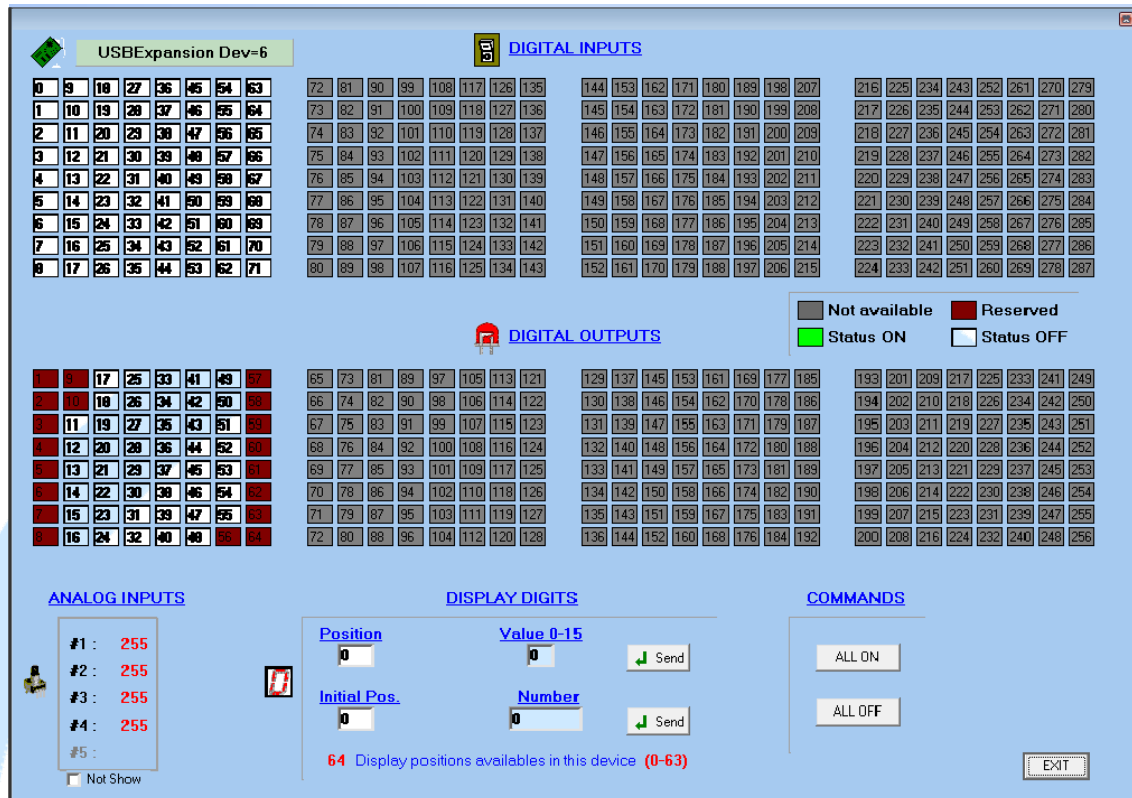 USBExpansion Dev=6
DIGITAL INPUTS
0 9 18 27 36 45 54 63 72 81 90 99 108 117 126 135 144 153 162 171 180 189 198 207 216 225 234 243 252 261 270 279
1 10 19 28 37 46 55 64 73 82 91 100 109 118 127 136 145 154 163 172 181 190 199 208 217 226 235 244 253 262 271 280
2 11 20 29 38 47 56 65 74 83 92 101 110 119 128 137 146 155 164 173 182 191 200 209 218 227 236 245 254 263 272 281
3 12 21 30 39 48 57 66 75 84 93 102 111 120 129 138 147 156 165 174 183 192 201 210 219 228 237 246 255 264 273 282
4 13 22 31 40 49 58 67 76 85 94 103 112 121 130 139 148 157 166 175 184 193 202 211 220 229 238 247 256 265 274 283
5 14 23 32 41 50 59 68 77 86 95 104 113 122 131 140 149 158 167 176 185 194 203 212 221 230 239 248 257 266 275 284
6 15 24 33 42 51 60 69 78 87 96 105 114 123 132 141 150 159 168 177 186 195 204 213 222 231 240 249 258 267 276 285
7 16 25 34 43 52 61 70 79 88 97 106 115 124 133 142 151 160 169 178 187 196 205 214 223 232 241 250 259 268 277 286
8 17 26 35 44 53 62 71 80 89 98 107 116 125 134 143 152 161 170 179 188 197 206 215 224 233 242 251 260 269 278 287
Not available Reserved
Status ON Status OFF
DIGITAL OUTPUTS
1 9 17 25 33 41 49 57 65 73 81 89 97 105 113 121 129 137 145 153 161 169 177 185 193 201 209 217 225 233 241 249
2 10 18 26 34 42 50 58 66 74 82 90 98 106 114 122 130 138 146 154 162 170 178 186 194 202 210 218 226 234 242 250
3 11 19 27 35 43 51 59 67 75 83 91 99 107 115 123 131 139 147 155 163 171 179 187 195 203 211 219 227 235 243 251
4 12 20 28 36 44 52 60 68 76 84 92 100 108 116 124 132 140 148 156 164 172 180 188 196 204 212 220 228 236 244 252
5 13 21 29 37 45 53 61 69 77 85 93 101 109 117 125 133 141 149 157 165 173 181 189 197 205 213 221 229 237 245 253
6 14 22 30 38 46 54 62 70 78 86 94 102 110 118 126 134 142 150 158 166 174 182 190 198 206 214 222 230 238 246 254
7 15 23 31 39 47 55 63 71 79 87 95 103 111 119 127 135 143 151 159 167 175 183 191 199 207 215 223 231 239 247 255
8 16 24 32 40 48 56 64 72 80 88 96 104 112 120 128 136 144 152 160 168 176 184 192 200 208 216 224 232 240 248 256
ANALOG INPUTS
#1 : 255
#2 : 255
#3 : 255
#4 : 255
#5 :
Not Show
DISPLAY DIGITS
0
Position Value 0-15
0 0 Send
Initial Pos. Number
0 0 Send
64 Display positions availables in this device (0-63)
COMMANDS
ALL ON
ALL OFF
EXIT